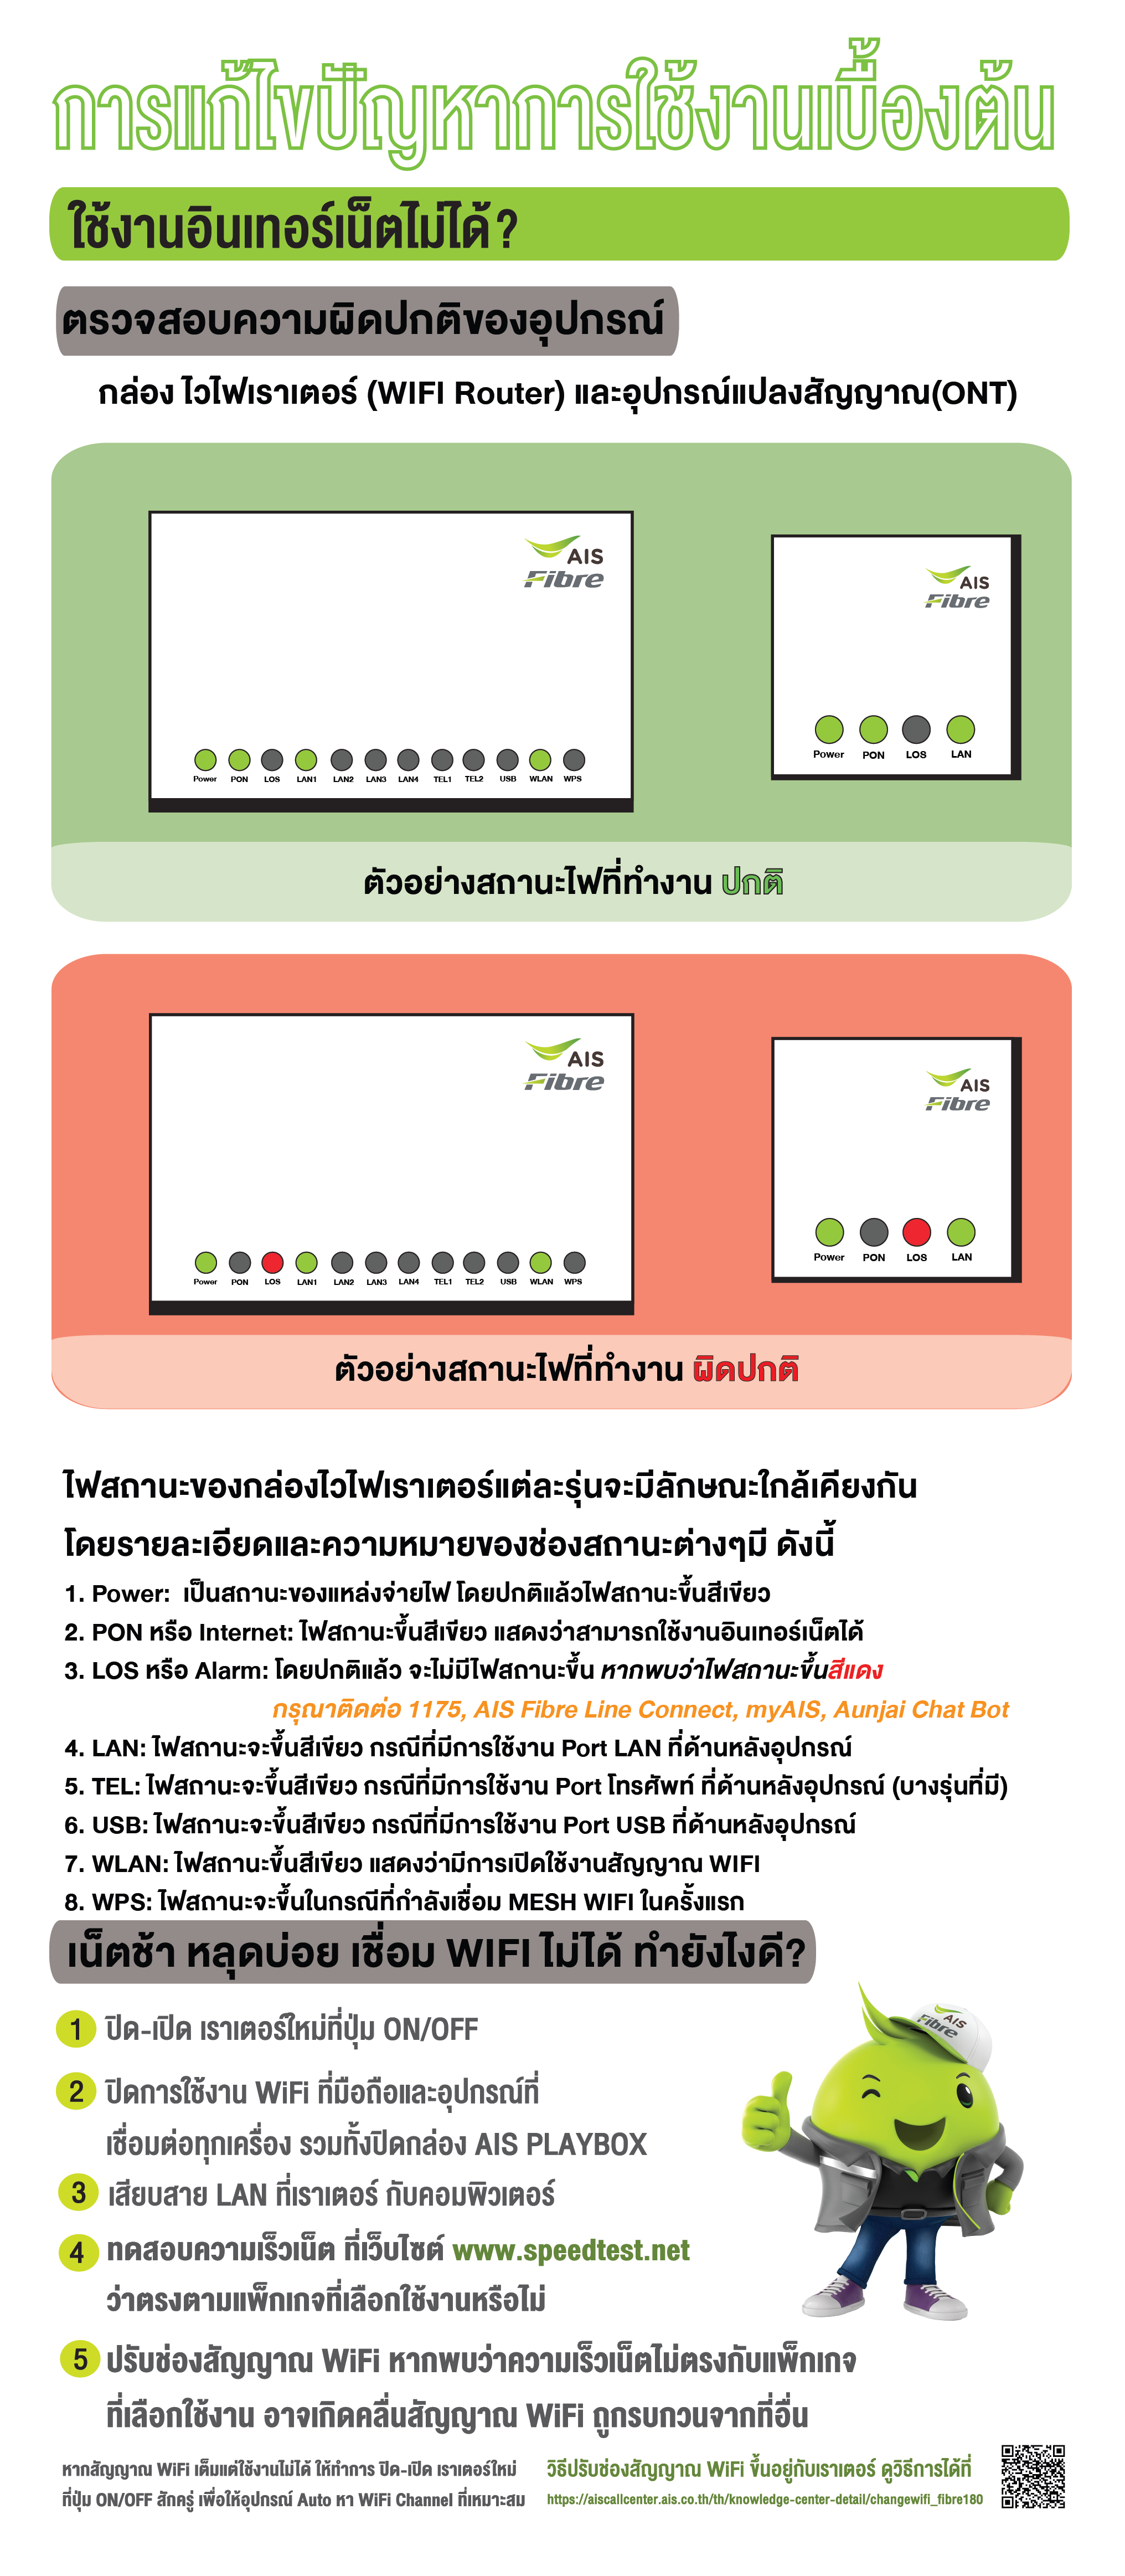 การแก้ไขปัญหาการใช้งานเบื้องต้น
ใช้งานอินเทอร์เน็ตไม่ได้?
ตรวจสอบความผิดปกติของอุปกรณ์
กล่อง ไวไฟเราเตอร์ (WIFI Router) และอุปกรณ์แปลงสัญญาณ(ONT)
AIS
Fibre
AIS
Fibre
Power PON LOS LAN1 LAN2 LAN3 LAN4 TEL1 TEL2 USB WLAN WPS
Power PON LOS LAN
ตัวอย่างสถานะไฟที่ทำงาน ปกติ
AIS
Fibre
AIS
Fibre
Power PON LOS LAN1 LAN2 LAN3 LAN4 TEL1 TEL2 USB WLAN WPS
Power PON LOS LAN
ตัวอย่างสถานะไฟที่ทำงาน ผิดปกติ
ไฟสถานะของกล่องไวไฟเราเตอร์แต่ละรุ่นจะมีลักษณะใกล้เคียงกัน
โดยรายละเอียดและความหมายของช่องสถานะต่างๆมี ดังนี้
1. Power: เป็นสถานะของแหล่งจ่ายไฟ โดยปกติแล้วไฟสถานะขึ้นสีเขียว
2. PON หรือ Internet: ไฟสถานะขึ้นสีเขียว แสดงว่าสามารถใช้งานอินเทอร์เน็ตได้
3. LOS หรือ Alarm: โดยปกติแล้ว จะไม่มีไฟสถานะขึ้น หากพบว่าไฟสถานะขึ้นสีแดง
กรุณาติดต่อ 1175, AIS Fibre Line Connect, myAIS, Aunjai Chat Bot
4. LAN: ไฟสถานะจะขึ้นสีเขียว กรณีที่มีการใช้งาน Port LAN ที่ด้านหลังอุปกรณ์
5. TEL: ไฟสถานะจะขึ้นสีเขียว กรณีที่มีการใช้งาน Port โทรศัพท์ ที่ด้านหลังอุปกรณ์ (บางรุ่นที่มี)
6. USB: ไฟสถานะจะขึ้นสีเขียว กรณีที่มีการใช้งาน Port USB ที่ด้านหลังอุปกรณ์
7. WLAN: ไฟสถานะขึ้นสีเขียว แสดงว่ามีการเปิดใช้งานสัญญาณ WIFI
8. WPS: ไฟสถานะจะขึ้นในกรณีที่กำลังเชื่อม MESH WIFI ในครั้งแรก
เน็ตช้า หลุดบ่อย เชื่อม WIFI ไม่ได้ ทำยังไงดี?
1 ปิด-เปิด เราเตอร์ใหม่ที่ปุ่ม ON/OFF
2 ปิดการใช้งาน WiFi ที่มือถือและอุปกรณ์ที่
เชื่อมต่อทุกเครื่อง รวมทั้งปิดกล่อง AIS PLAYBOX
3 เสียบสาย LAN ที่เราเตอร์ กับคอมพิวเตอร์
4 ทดสอบความเร็วเน็ต ที่เว็บไซต์ www.speedtest.net
ว่าตรงตามแพ็กเกจที่เลือกใช้งานหรือไม่
AIS
Fibre
5 ปรับช่องสัญญาณ WiFi หากพบว่าความเร็วเน็ตไม่ตรงกับแพ็กเกจ
ที่เลือกใช้งาน อาจเกิดคลื่นสัญญาณ WiFi ถูกรบกวนจากที่อื่น
หากสัญญาณ WiFi เต็มแต่ใช้งานไม่ได้ ให้ทำการ ปิด-เปิด เราเตอร์ใหม่
ที่ปุ่ม ON/OFF สักครู่ เพื่อให้อุปกรณ์ Auto หา WiFi Channel ที่เหมาะสม
วิธีปรับช่องสัญญาณ WiFi ขึ้นอยู่กับเราเตอร์ ดูวิธีการได้ที่
https://aiscallcenter.ais.co.th/th/knowledge-center-detail/changewifi_fibre180